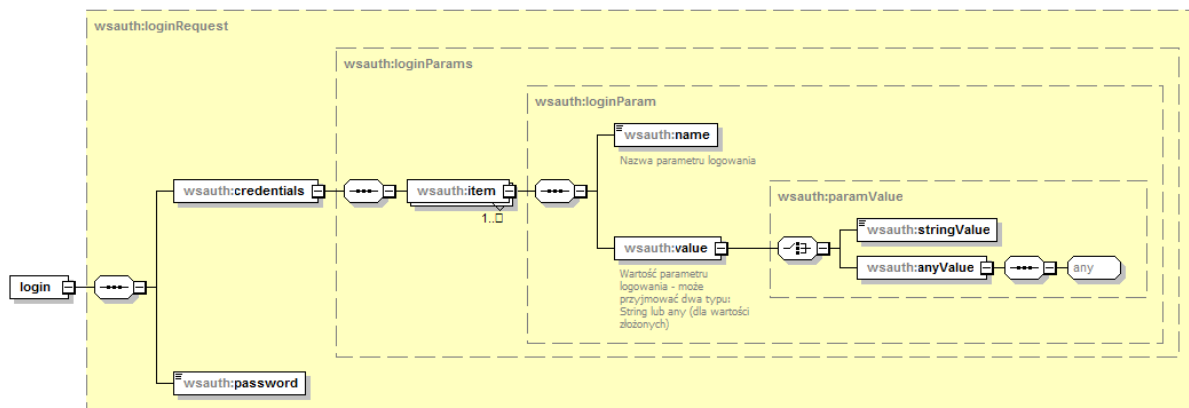 wsauth:loginRequest
wsauth:loginParams
wsauth:loginParam
wsauth:name
Nazwa parametru logowania
wsauth:credentials
wsauth:item
1..□
wsauth:paramValue
wsauth:stringValue
wsauth:value
wsauth:anyValue
any
Wartość parametru
logowania - może
przyjmować dwa typu:
String lub any (dla wartości
złożonych)
login
wsauth:password